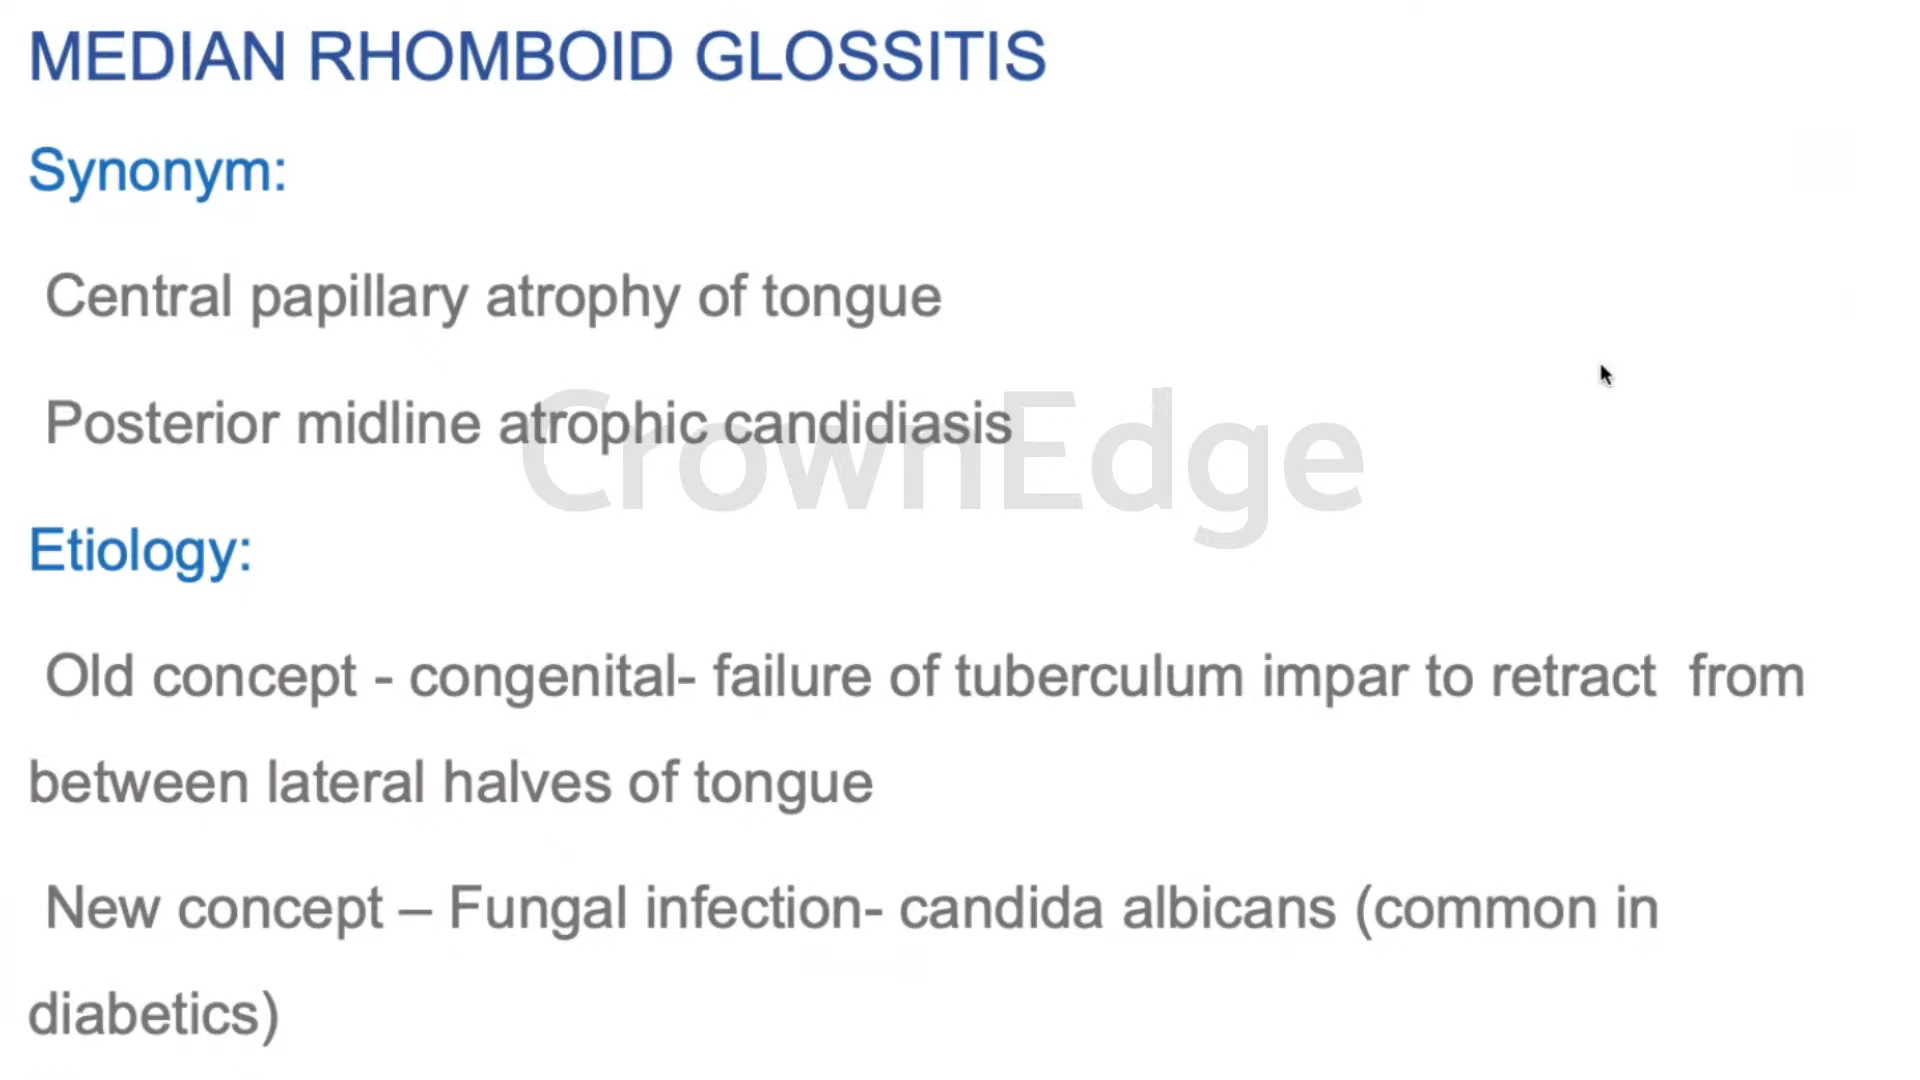 MEDIAN RHOMBOID GLOSSITIS
Synonym:
Central papillary atrophy of tongue
Posterior midline atrophic candidiasis
CrownEdge
Etiology:
Old concept - congenital- failure of tuberculum impar to retract from
between lateral halves of tongue
New concept – Fungal infection- candida albicans (common in
diabetics)